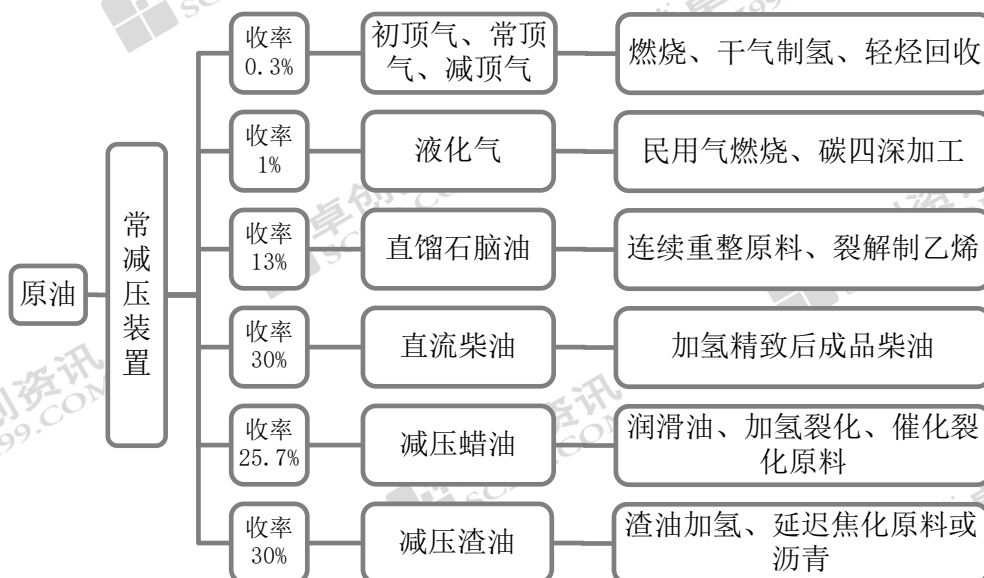 收率
0.3%
初顶气、常顶
气、减顶气
燃烧、干气制氢、轻烃回收
收率
1%
液化气
民用气燃烧、碳四深加工
收率
13%
直馏石脑油
连续重整原料、裂解制乙烯
原油
常
减
压
装
置
收率
30%
直流柴油
加氢精致后成品柴油
收率
25.7%
减压蜡油
润滑油、加氢裂化、催化裂
化原料
收率
30%
减压渣油
渣油加氢、延迟焦化原料或
沥青